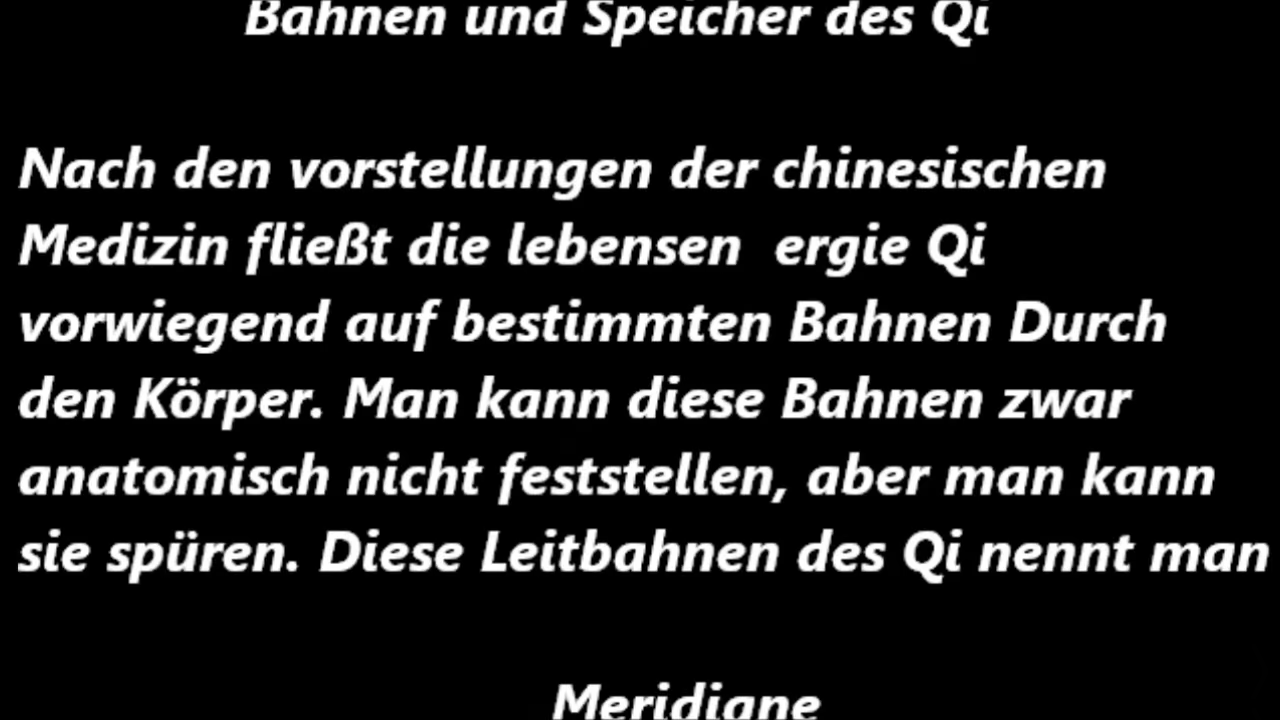 Bahnen und Speicher des Qi
Nach den vorstellungen der chinesischen
Medizin fließt die lebensen  ergie Qi
vorwiegend auf bestimmten Bahnen Durch
den Körper. Man kann diese Bahnen zwar
anatomisch nicht feststellen, aber man kann
sie spüren. Diese Leitbahnen des Qi nennt man
Meridiane